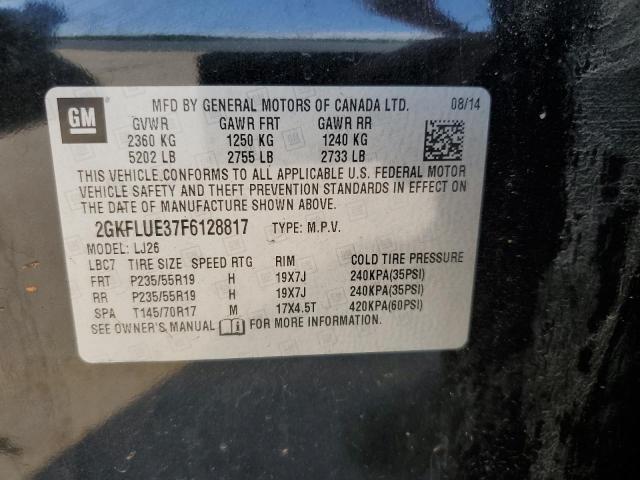 GM
MFD BY GENERAL MOTORS OF CANADA LTD. 08/14
GVWR GAWR FRT GAWR RR
2360 KG 1250 KG 1240 KG
5202 LB 2755 LB 2733 LB
THIS VEHICLE CONFORMS TO ALL APPLICABLE U.S. FEDERAL MOTOR
VEHICLE SAFETY AND THEFT PREVENTION STANDARDS IN EFFECT ON
THE DATE OF MANUFACTURE SHOWN ABOVE.
2GKFLUE37F6128817 TYPE: M.P.V.
MODEL: LJ26
LBC7 TIRE SIZE SPEED RTG RIM COLD TIRE PRESSURE
FRT P235/55R19 H 19X7J 240KPA(35PSI)
RR P235/55R19 H 19X7J 240KPA(35PSI)
SPA T145/70R17 M 17X4.5T 420KPA(60PSI)
SEE OWNER'S MANUAL FOR MORE INFORMATION